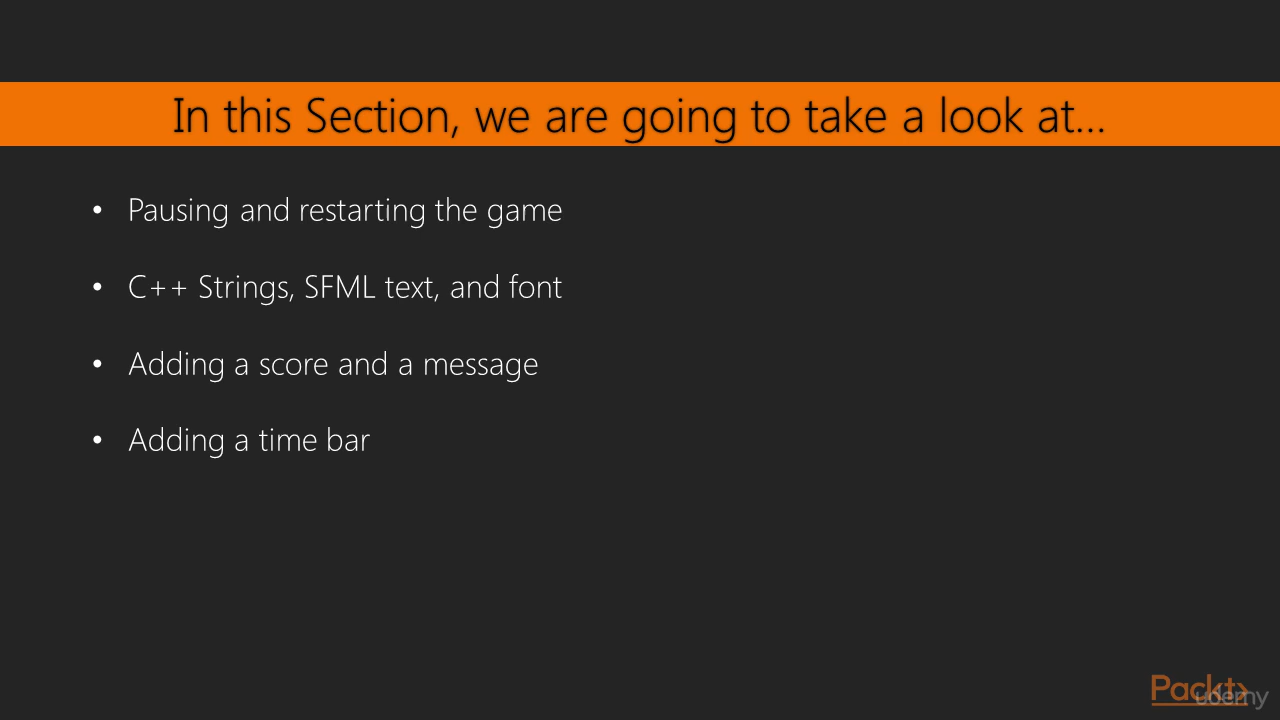 In this Section, we are going to take a look at...
• Pausing and restarting the game
• C++ Strings, SFML text, and font
• Adding a score and a message
• Adding a time bar
Packt>
udemy